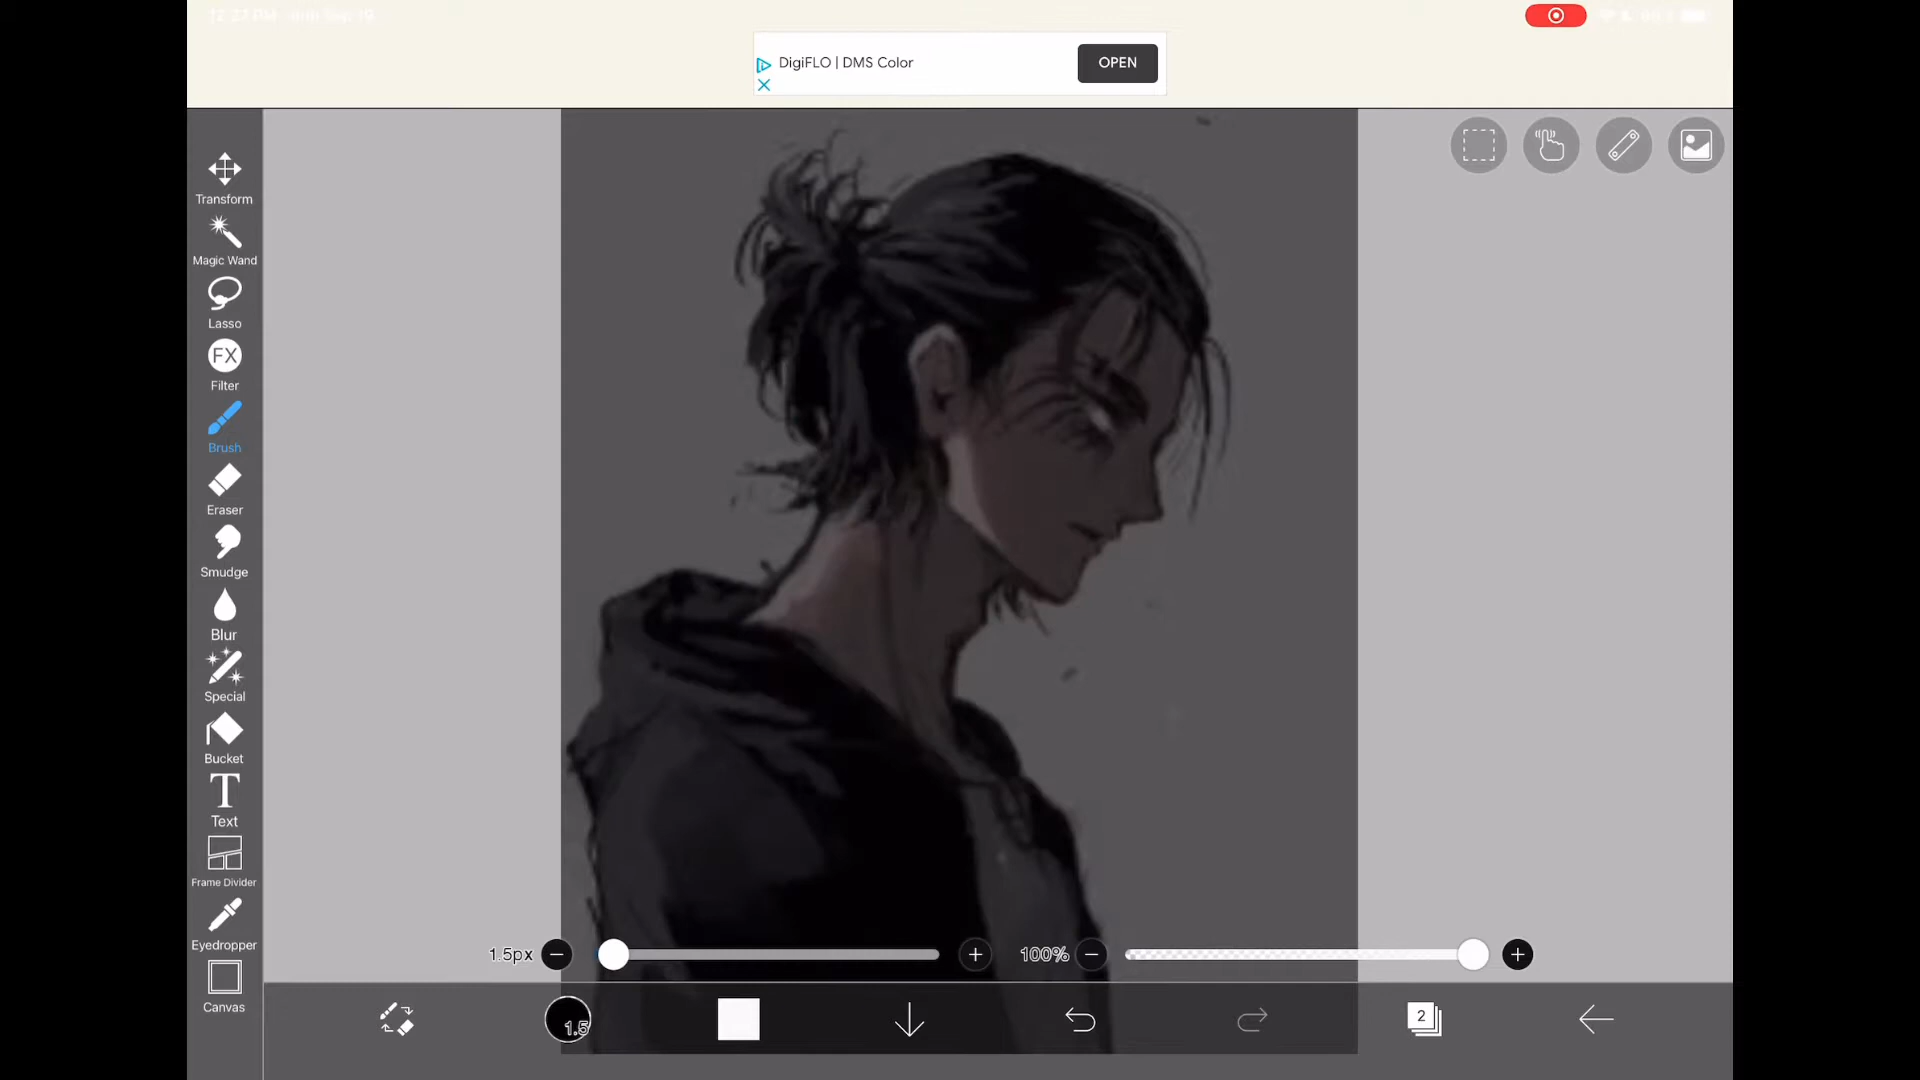 DigiFLO | DMS Color
OPEN
Transform
Magic Wand
Lasso
FX
Filter
Brush
Eraser
Smudge
Blur
Special
Bucket
T
Text
Frame Divider
Eyedropper
Canvas
1.5px
100%
1.5
2